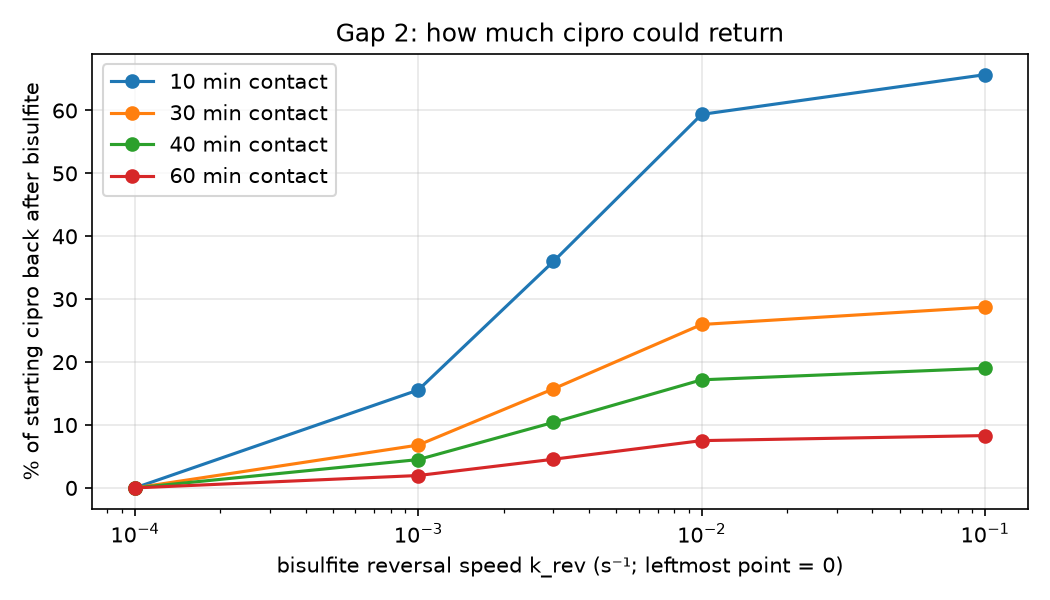 Gap 2: how much cipro could return
% of starting cipro back after bisulfite
60
50
40
30
20
10
0
10 min contact
30 min contact
40 min contact
60 min contact
10⁻⁴
10⁻³
10⁻²
10⁻¹
bisulfite reversal speed k_rev (s⁻¹; leftmost point = 0)